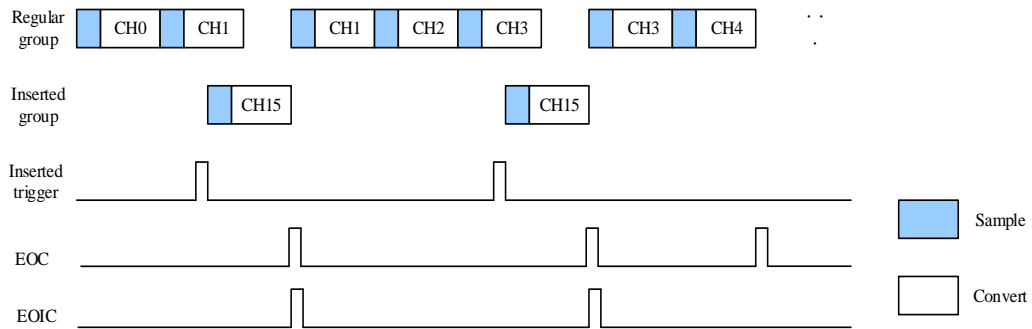 Regular
group
CH0 CH1 CH1 CH2 CH3 CH3 CH4
Inserted
group
CH15 CH15
Inserted
trigger
EOC
EOIC
Sample
Convert